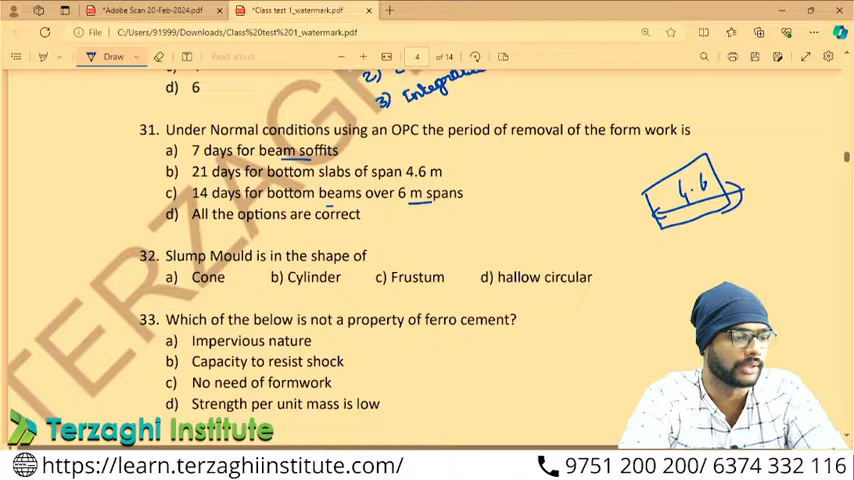 *Adobe Scan 20-Feb-2024.pdf
*Class test 1_watermark.pdf
File
C:/Users/91999/Downloads/Class%20test%201_watermark.pdf
Draw
Read aloud
4 of 14
d) 6
2)
3) Integration
31. Under Normal conditions using an OPC the period of removal of the form work is
a) 7 days for beam soffits
b) 21 days for bottom slabs of span 4.6 m
c) 14 days for bottom beams over 6 m spans
d) All the options are correct
4.6
32. Slump Mould is in the shape of
a) Cone b) Cylinder c) Frustum d) hallow circular
33. Which of the below is not a property of ferro cement?
a) Impervious nature
b) Capacity to resist shock
c) No need of formwork
d) Strength per unit mass is low
TERZAGHI
Terzaghi Institute
https://learn.terzaghiinstitute.com/
9751 200 200/ 6374 332 116